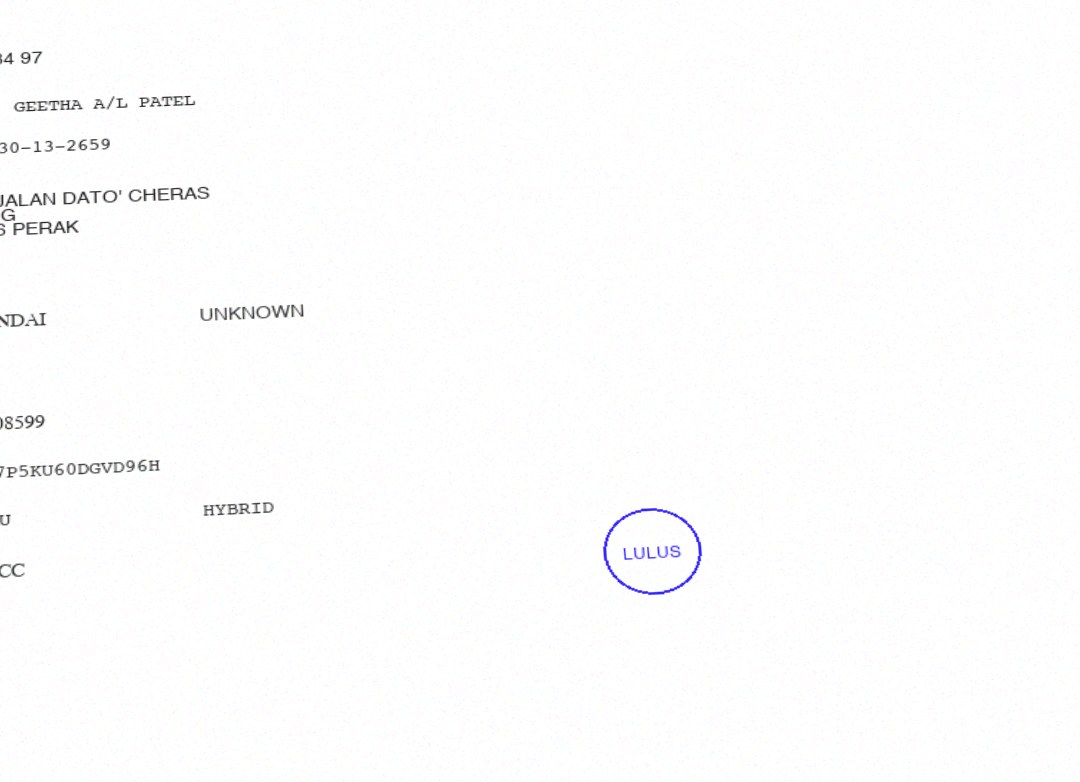 34 97
GEETHA A/L PATEL
30-13-2659
JALAN DATO' CHERAS
G
S PERAK
NDAI UNKNOWN
08599
7P5KU60DGVD96H
U HYBRID
CC
LULUS